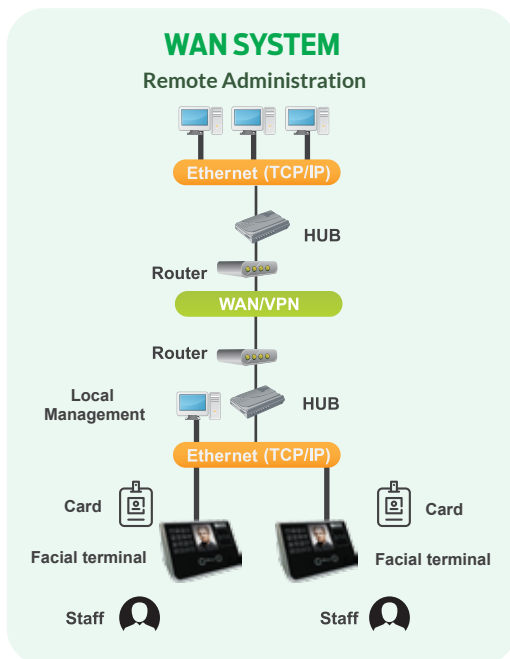 WAN SYSTEM
Remote Administration
Ethernet (TCP/IP)
HUB
Router
WAN/VPN
Router
Local
Management
HUB
Ethernet (TCP/IP)
Card
Card
Facial terminal
Facial terminal
Staff
Staff